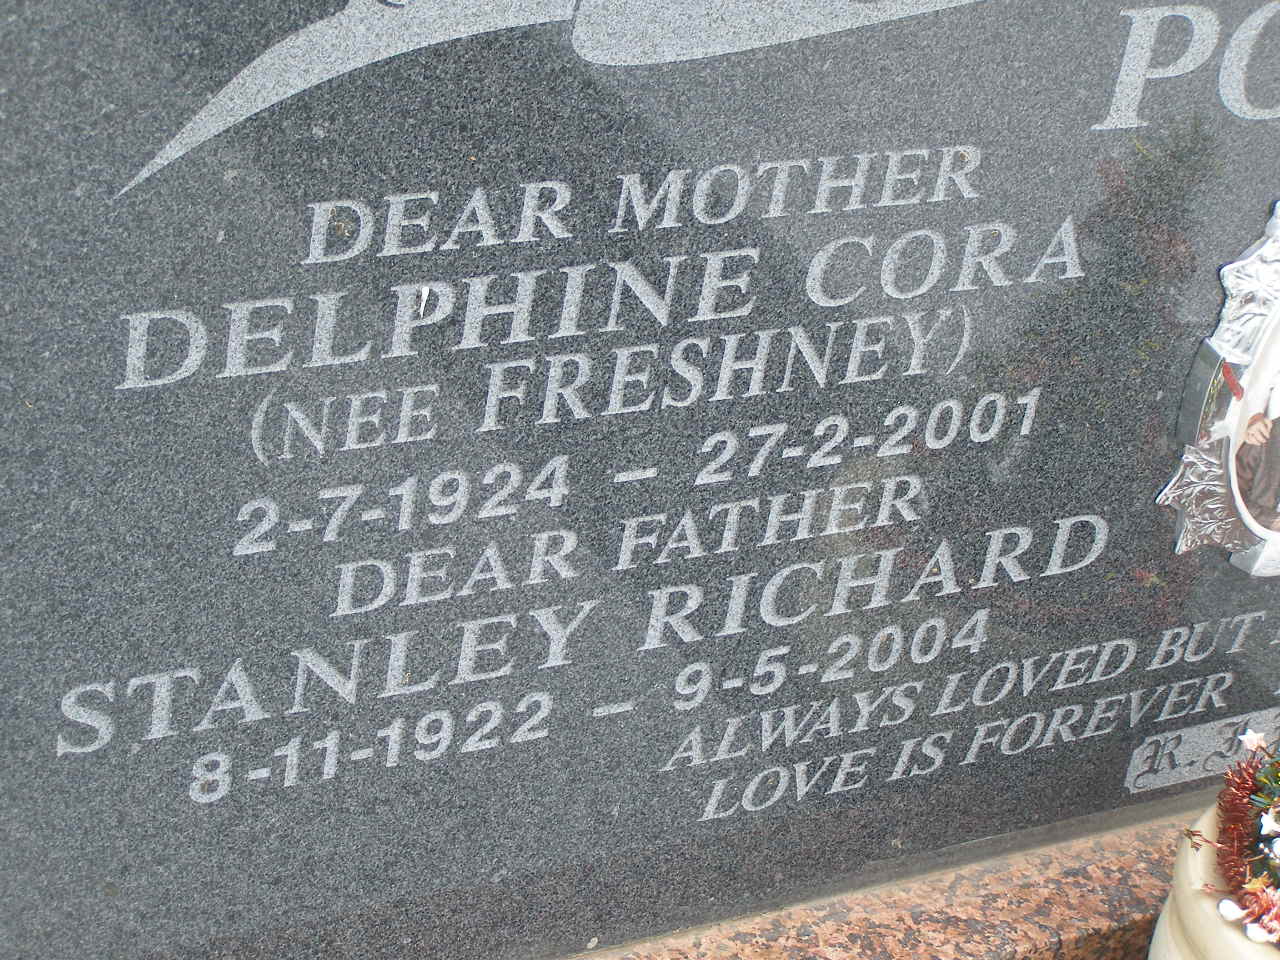 PO
DEAR MOTHER
DELPHINE CORA
(NEE FRESHNEY)
2-7-1924 – 27-2-2001
DEAR FATHER
STANLEY RICHARD
8-11-1922 – 9-5-2004
ALWAYS LOVED BUT
LOVE IS FOREVER
R.I